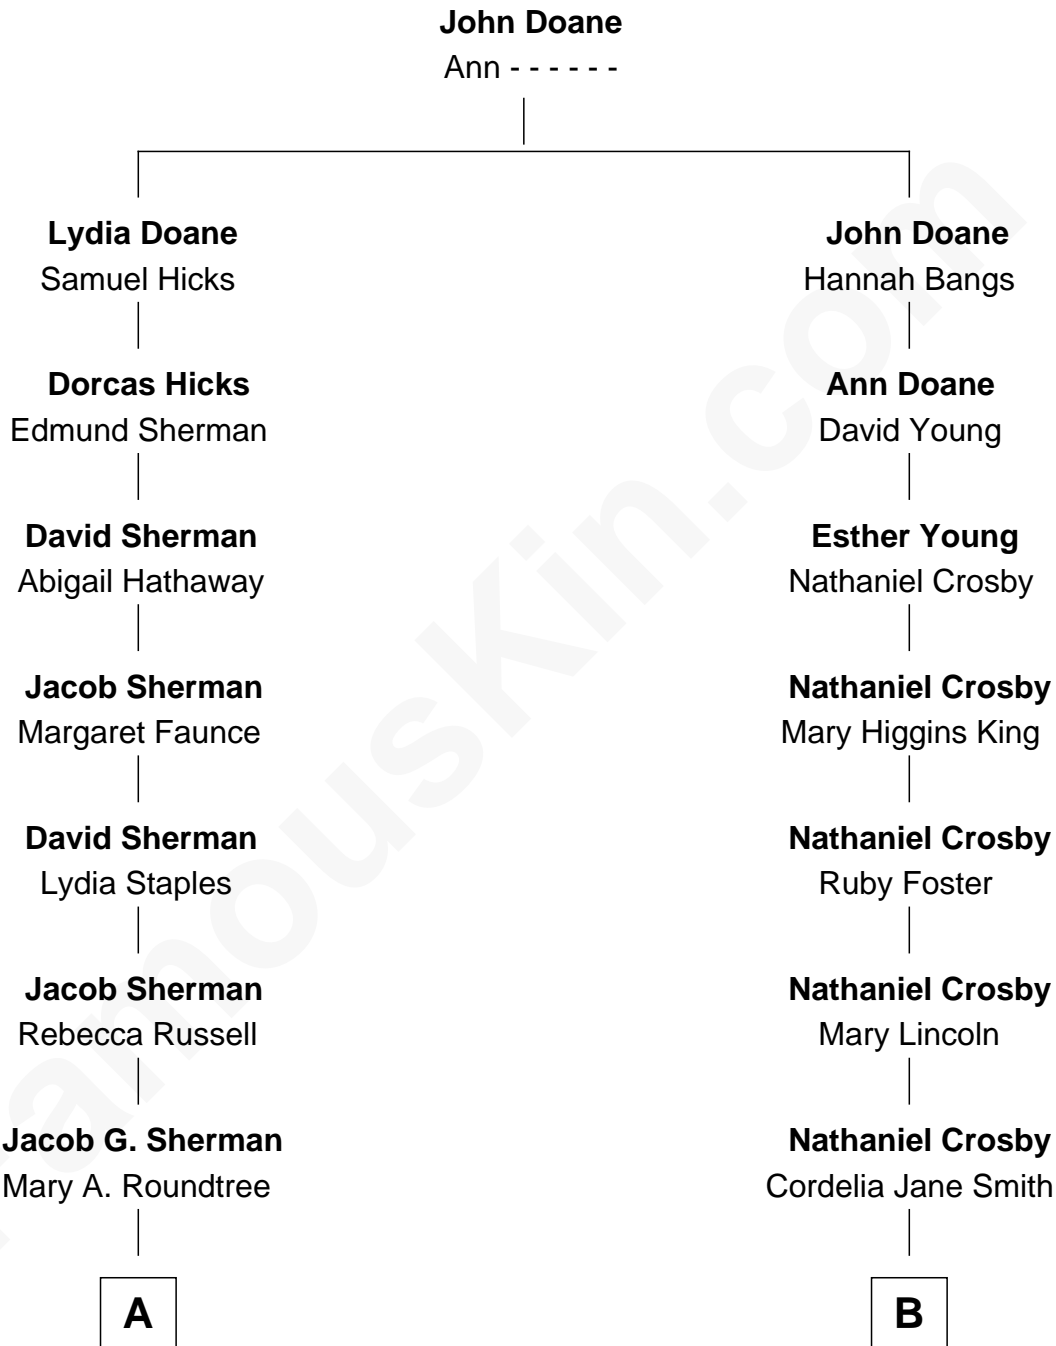 John Doane
Ann - - - - - -
Lydia Doane
Samuel Hicks
John Doane
Hannah Bangs
Dorcas Hicks
Edmund Sherman
Ann Doane
David Young
David Sherman
Abigail Hathaway
Esther Young
Nathaniel Crosby
Jacob Sherman
Margaret Faunce
Nathaniel Crosby
Mary Higgins King
David Sherman
Lydia Staples
Nathaniel Crosby
Ruby Foster
Jacob Sherman
Rebecca Russell
Nathaniel Crosby
Mary Lincoln
Jacob G. Sherman
Mary A. Roundtree
Nathaniel Crosby
Cordelia Jane Smith
A
B
FamousKin.com